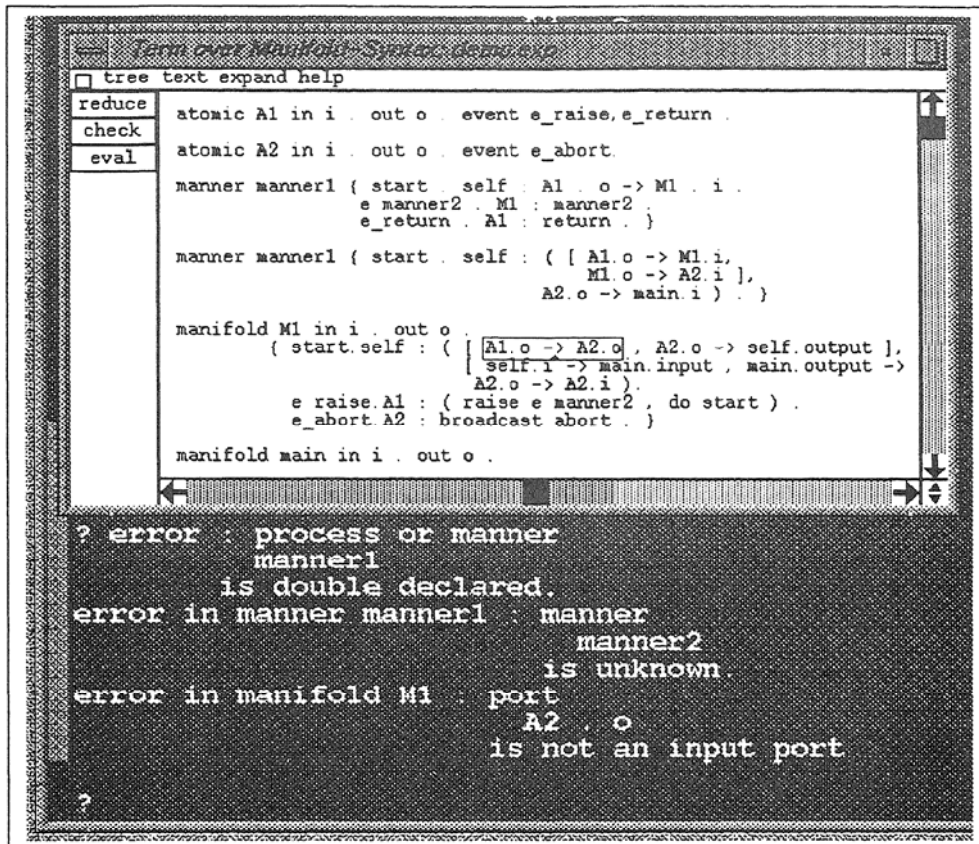 Term over Manifold-Syntax: demo.exp
tree text expand help
reduce
check
eval
atomic A1 in i . out o . event e_raise,e_return .
atomic A2 in i . out o . event e_abort.
manner manner1 { start . self : A1 . o -> M1 . i .
e manner2 . M1 : manner2 .
e_return . A1 : return . }
manner manner1 { start . self : ( [ A1.o -> M1.i,
M1.o -> A2.i ],
A2.o -> main.i ) . }
manifold M1 in i . out o .
{ start.self : ( [ A1.o -> A2.o , A2.o -> self.output ],
[ self.i -> main.input , main.output ->
A2.o -> A2.i ).
e raise.A1 : ( raise e manner2 , do start ) .
e_abort.A2 : broadcast abort . }
manifold main in i . out o .
? error : process or manner
manner1
is double declared.
error in manner manner1 : manner
manner2
is unknown.
error in manifold M1 : port
A2 . o
is not an input port
?